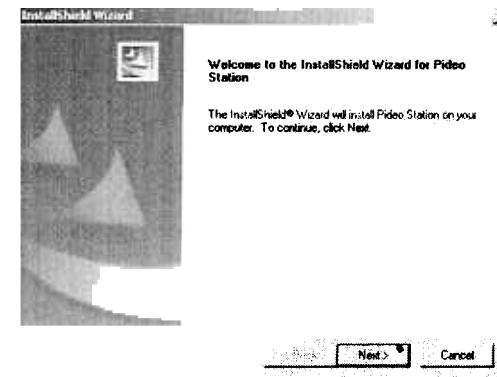 InstallShield Wizard
Welcome to the InstallShield Wizard for Pideo
Station
The InstallShield® Wizard will install Pideo Station on your
computer. To continue, click Next.
Next >
Cancel